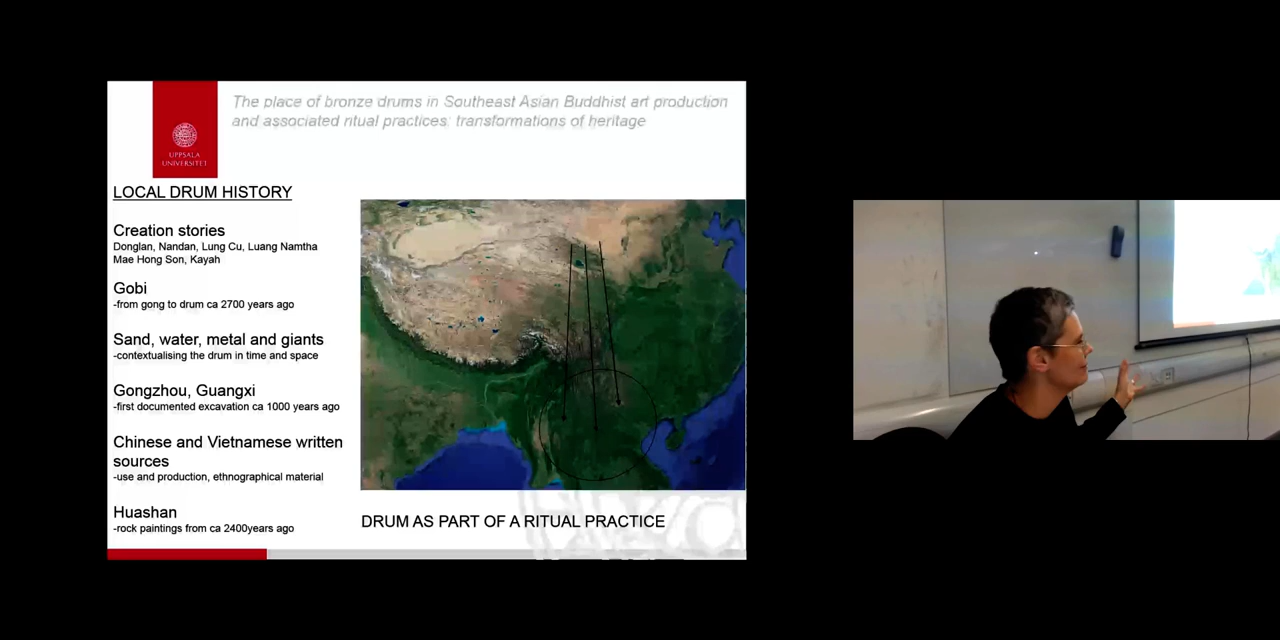 The place of bronze drums in Southeast Asian Buddhist art production
and associated ritual practices: transformations of heritage
UPPSALA
UNIVERSITET
LOCAL DRUM HISTORY
Creation stories
Donglan, Nandan, Lung Cu, Luang Namtha
Mae Hong Son, Kayah
Gobi
-from gong to drum ca 2700 years ago
Sand, water, metal and giants
-contextualising the drum in time and space
Gongzhou, Guangxi
-first documented excavation ca 1000 years ago
Chinese and Vietnamese written
sources
-use and production, ethnographical material
Huashan
-rock paintings from ca 2400years ago
DRUM AS PART OF A RITUAL PRACTICE